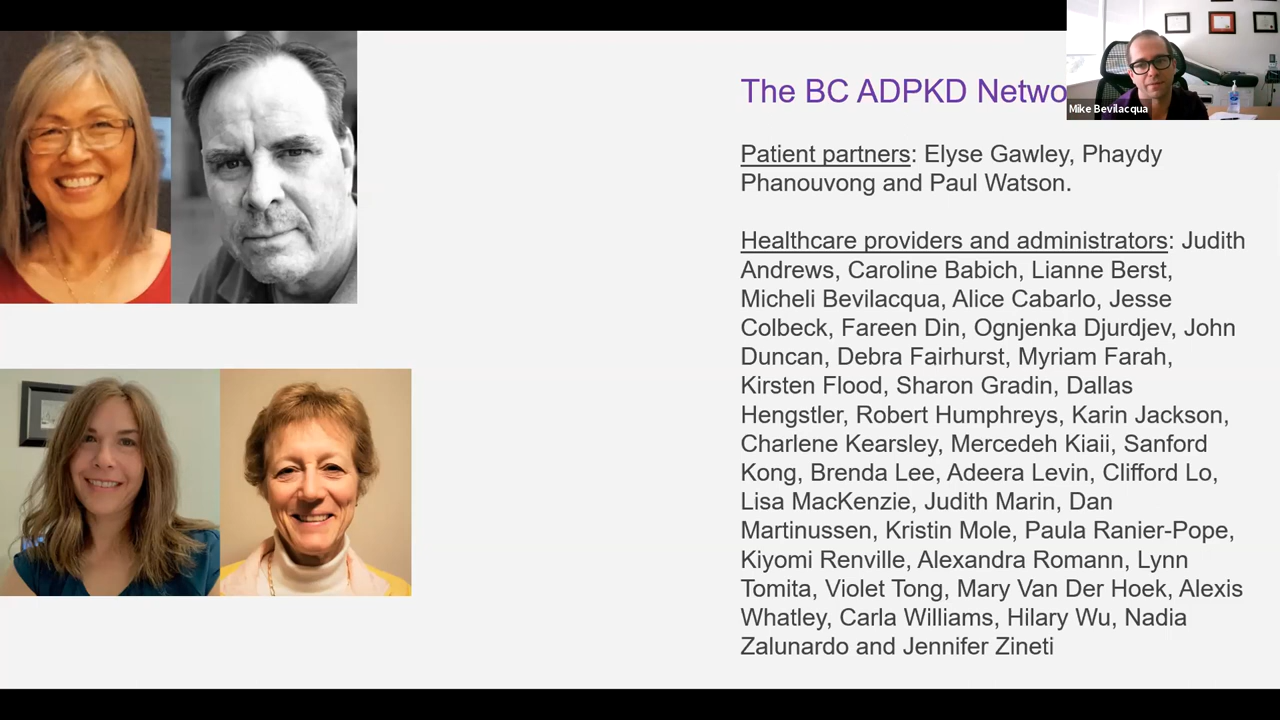 The BC ADPKD Netwo
Mike Bevilacqua
Patient partners: Elyse Gawley, Phaydy
Phanouvong and Paul Watson.
Healthcare providers and administrators: Judith
Andrews, Caroline Babich, Lianne Berst,
Micheli Bevilacqua, Alice Cabarlo, Jesse
Colbeck, Fareen Din, Ognjenka Djurdjev, John
Duncan, Debra Fairhurst, Myriam Farah,
Kirsten Flood, Sharon Gradin, Dallas
Hengstler, Robert Humphreys, Karin Jackson,
Charlene Kearsley, Mercedeh Kiaii, Sanford
Kong, Brenda Lee, Adeera Levin, Clifford Lo,
Lisa MacKenzie, Judith Marin, Dan
Martinussen, Kristin Mole, Paula Ranier-Pope,
Kiyomi Renville, Alexandra Romann, Lynn
Tomita, Violet Tong, Mary Van Der Hoek, Alexis
Whatley, Carla Williams, Hilary Wu, Nadia
Zalunardo and Jennifer Zineti